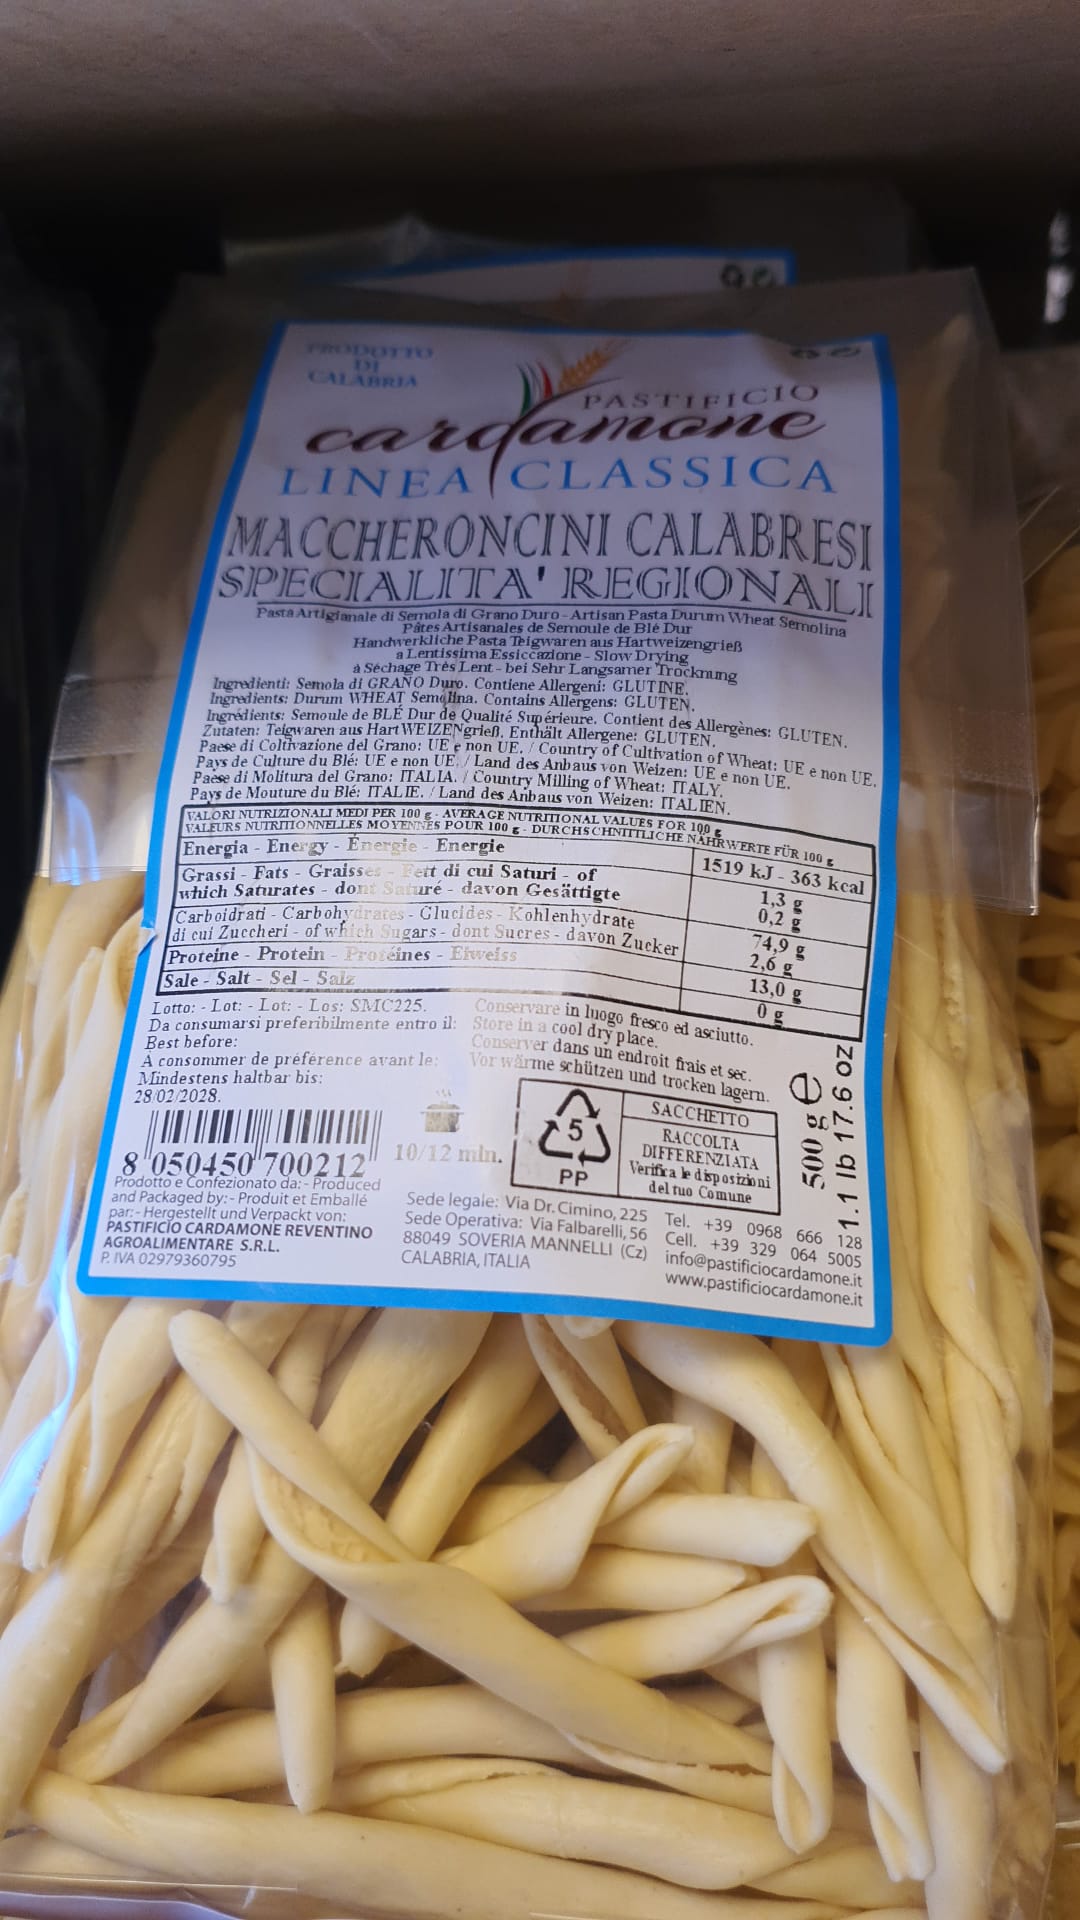 PRODOTTO
DI
CALABRIA
PASTIFICIO
cardamone
LINEA CLASSICA
MACCHERONCINI CALABRESI
SPECIALITA' REGIONALI
Pasta Artigianale di Semola di Grano Duro - Artisan Pasta Durum Wheat Semolina
Pâtes Artisanales de Semoule de Blé Dur
Handwerkliche Pasta Teigwaren aus Hartweizengrieß
a Lentissima Essiccazione - Slow Drying
à Séchage Très Lent - bei Sehr Langsamer Trocknung
Ingredienti: Semola di GRANO Duro. Contiene Allergeni: GLUTINE.
Ingredients: Durum WHEAT Semolina. Contains Allergens: GLUTEN.
Ingrédients: Semoule de BLÉ Dur de Qualité Supérieure. Contient des Allergènes: GLUTEN.
Zutaten: Teigwaren aus HartWEIZENgrieß. Enthält Allergene: GLUTEN.
Paese di Coltivazione del Grano: UE e non UE. / Country of Cultivation of Wheat: UE e non UE.
Pays de Culture du Blé: UE e non UE. / Land des Anbaus von Weizen: UE e non UE.
Paese di Molitura del Grano: ITALIA. / Country Milling of Wheat: ITALY.
Pays de Mouture du Blé: ITALIE. / Land des Anbaus von Weizen: ITALIEN.
VALORI NUTRIZIONALI MEDI PER 100 g - AVERAGE NUTRITIONAL VALUES FOR 100 g
VALEURS NUTRITIONNELLES MOYENNES POUR 100 g - DURCHSCHNITTLICHE NÄHRWERTE FÜR 100 g
Energia - Energy - Énergie - Energie 1519 kJ - 363 kcal
Grassi - Fats - Graisses - Fett di cui Saturi - of 1,3 g
which Saturates - dont Saturé - davon Gesättigte 0,2 g
Carboidrati - Carbohydrates - Glucides - Kohlenhydrate 74,9 g
di cui Zuccheri - of which Sugars - dont Sucres - davon Zucker 2,6 g
Proteine - Protein - Protéines - Eiweiss 13,0 g
Sale - Salt - Sel - Salz 0 g
Lotto: - Lot: - Lot: - Los: SMC225.
Da consumarsi preferibilmente entro il:
Best before:
À consommer de préférence avant le:
Mindestens haltbar bis:
28/02/2028.
Conservare in luogo fresco ed asciutto.
Store in a cool dry place.
Conserver dans un endroit frais et sec.
Vor wärme schützen und trocken lagern.
8 050450 700212
10/12 min.
5
PP
SACCHETTO
RACCOLTA
DIFFERENZIATA
Verifica le disposizioni
del tuo Comune
500 g e
1.1 lb 17.6 oz
Prodotto e Confezionato da: - Produced
and Packaged by: - Produit et Emballé
par: - Hergestellt und Verpackt von:
PASTIFICIO CARDAMONE REVENTINO
AGROALIMENTARE S.R.L.
P. IVA 02979360795
Sede legale: Via Dr. Cimino, 225
Sede Operativa: Via Falbarelli, 56
88049 SOVERIA MANNELLI (Cz)
CALABRIA, ITALIA
Tel. +39 0968 666 128
Cell. +39 329 064 5005
info@pastificiocardamone.it
www.pastificiocardamone.it